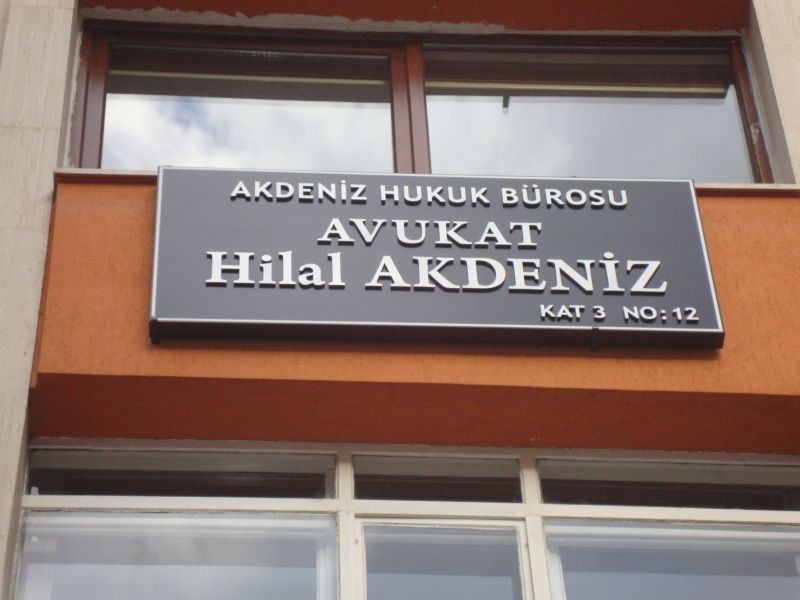 AKDENİZ HUKUK BÜROSU
AVUKAT
Hilal AKDENİZ
KAT 3 NO:12